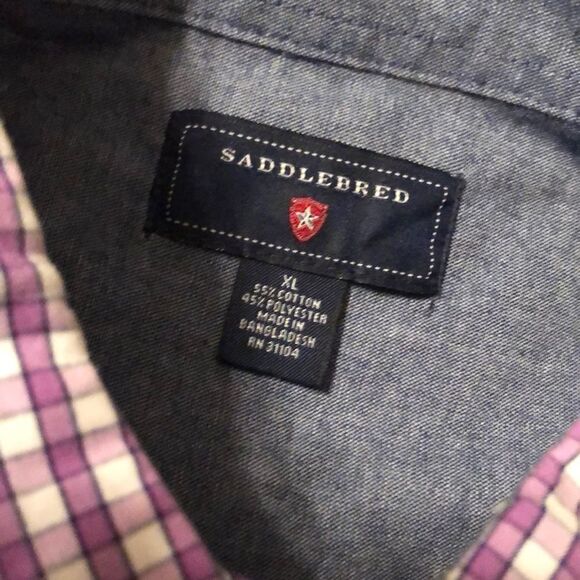 SADDLEBRED
XL
55% COTTON
45% POLYESTER
MADE IN
BANGLADESH
RN 31104